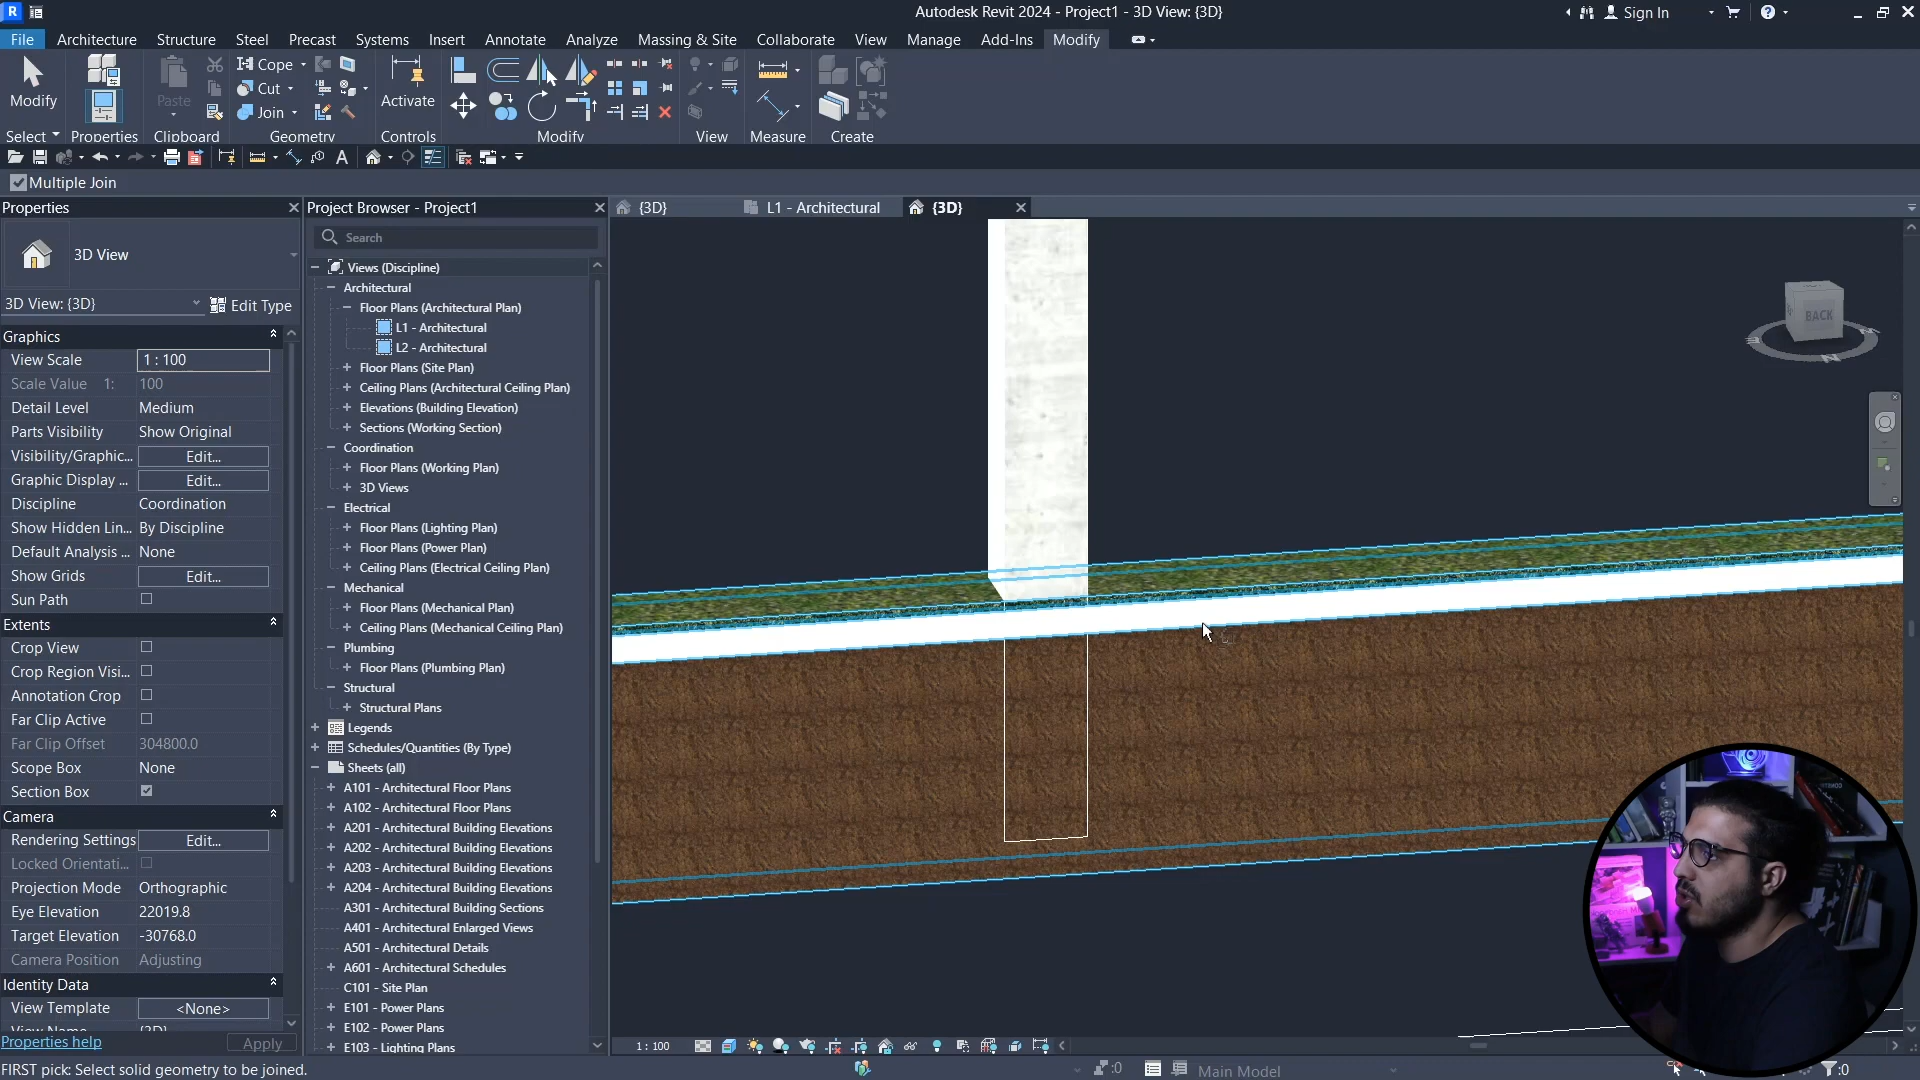 Autodesk Revit 2024 - Project1 - 3D View: {3D}
Sign In
File Architecture Structure Steel Precast Systems Insert Annotate Analyze Massing & Site Collaborate View Manage Add-Ins Modify
Modify
Paste
Cope
Cut
Join
Activate
Select Properties Clipboard Geometry Controls Modify View Measure Create
Multiple Join
Properties
Project Browser - Project1
{3D}
L1 - Architectural
{3D}
Search
3D View
3D View: {3D}
Edit Type
Graphics
View Scale 1 : 100
Scale Value 1: 100
Detail Level Medium
Parts Visibility Show Original
Visibility/Graphic... Edit...
Graphic Display ... Edit...
Discipline Coordination
Show Hidden Lin... By Discipline
Default Analysis ... None
Show Grids Edit...
Sun Path
Extents
Crop View
Crop Region Visi...
Annotation Crop
Far Clip Active
Far Clip Offset 304800.0
Scope Box None
Section Box
Camera
Rendering Settings Edit...
Locked Orientati...
Projection Mode Orthographic
Eye Elevation 22019.8
Target Elevation -30768.0
Camera Position Adjusting
Identity Data
View Template <None>
View Name {3D}
Properties help
Apply
Views (Discipline)
Architectural
Floor Plans (Architectural Plan)
L1 - Architectural
L2 - Architectural
Floor Plans (Site Plan)
Ceiling Plans (Architectural Ceiling Plan)
Elevations (Building Elevation)
Sections (Working Section)
Coordination
Floor Plans (Working Plan)
3D Views
Electrical
Floor Plans (Lighting Plan)
Floor Plans (Power Plan)
Ceiling Plans (Electrical Ceiling Plan)
Mechanical
Floor Plans (Mechanical Plan)
Ceiling Plans (Mechanical Ceiling Plan)
Plumbing
Floor Plans (Plumbing Plan)
Structural
Structural Plans
Legends
Schedules/Quantities (By Type)
Sheets (all)
A101 - Architectural Floor Plans
A102 - Architectural Floor Plans
A201 - Architectural Building Elevations
A202 - Architectural Building Elevations
A203 - Architectural Building Elevations
A204 - Architectural Building Elevations
A301 - Architectural Building Sections
A401 - Architectural Enlarged Views
A501 - Architectural Details
A601 - Architectural Schedules
C101 - Site Plan
E101 - Power Plans
E102 - Power Plans
E103 - Lighting Plans
BACK
1 : 100
FIRST pick: Select solid geometry to be joined.
:0
Main Model
:0